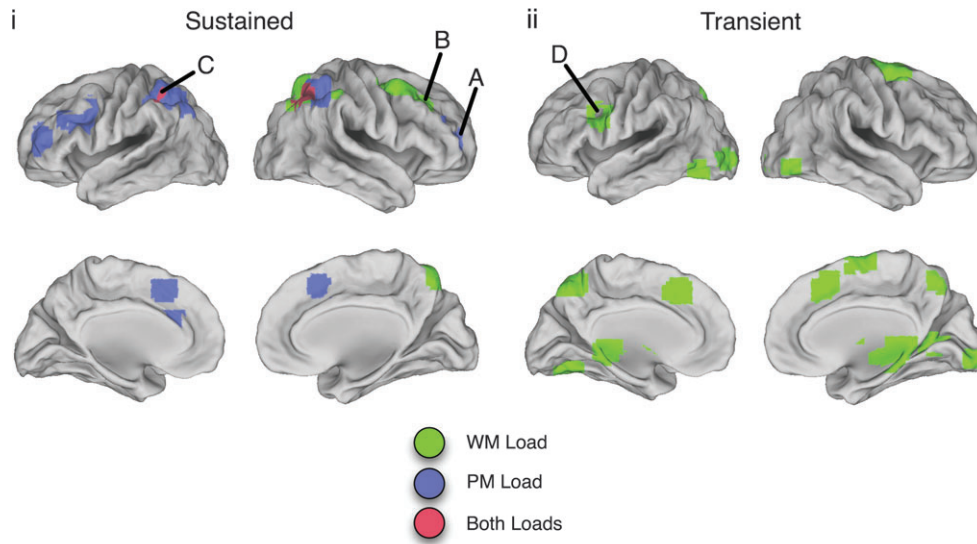 i
Sustained
ii
Transient
B
A
C
D
WM Load
PM Load
Both Loads